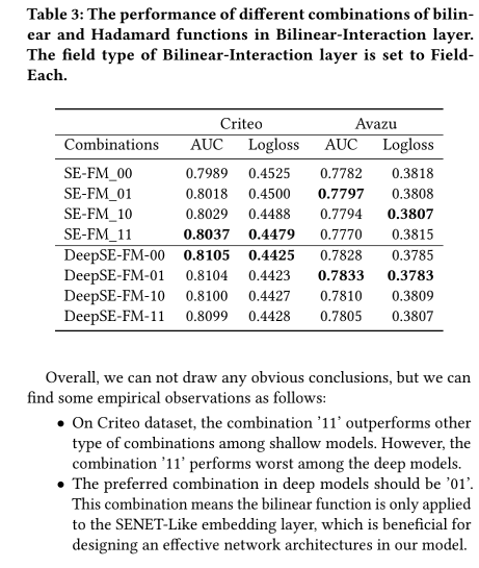 Table 3: The performance of different combinations of bilin-
ear and Hadamard functions in Bilinear-Interaction layer.
The field type of Bilinear-Interaction layer is set to Field-
Each.
Criteo Avazu
Combinations AUC Logloss AUC Logloss
SE-FM_00 0.7989 0.4525 0.7782 0.3818
SE-FM_01 0.8018 0.4500 0.7797 0.3808
SE-FM_10 0.8029 0.4488 0.7794 0.3807
SE-FM_11 0.8037 0.4479 0.7770 0.3815
DeepSE-FM-00 0.8105 0.4425 0.7828 0.3785
DeepSE-FM-01 0.8104 0.4423 0.7833 0.3783
DeepSE-FM-10 0.8100 0.4427 0.7810 0.3809
DeepSE-FM-11 0.8099 0.4428 0.7805 0.3807
Overall, we can not draw any obvious conclusions, but we can
find some empirical observations as follows:
• On Criteo dataset, the combination '11' outperforms other
type of combinations among shallow models. However, the
combination '11' performs worst among the deep models.
• The preferred combination in deep models should be '01'.
This combination means the bilinear function is only applied
to the SENET-Like embedding layer, which is beneficial for
designing an effective network architectures in our model.